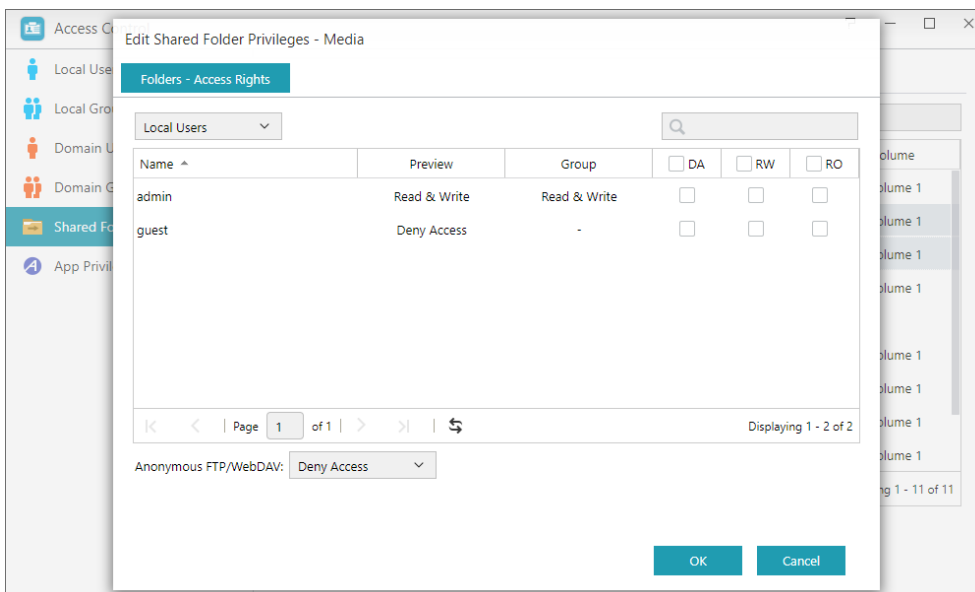 Access C
Edit Shared Folder Privileges - Media
Local Use
Folders - Access Rights
Local Gro
Local Users
Domain U
Name Preview Group DA RW RO
olume
Domain G
admin Read & Write Read & Write
olume 1
Shared Fo
guest Deny Access -
olume 1
olume 1
App Privil
olume 1
olume 1
olume 1
Page 1 of 1 Displaying 1 - 2 of 2
olume 1
Anonymous FTP/WebDAV: Deny Access
olume 1
ng 1 - 11 of 11
OK Cancel